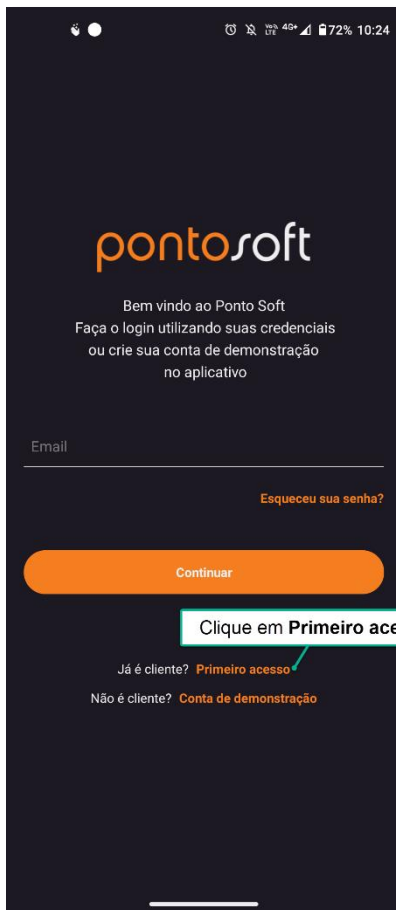 Vo)) LTE 4G+ 72% 10:24
pontosoft
Bem vindo ao Ponto Soft
Faça o login utilizando suas credenciais
ou crie sua conta de demonstração
no aplicativo
Email
Esqueceu sua senha?
Continuar
Clique em Primeiro ace
Já é cliente? Primeiro acesso
Não é cliente? Conta de demonstração